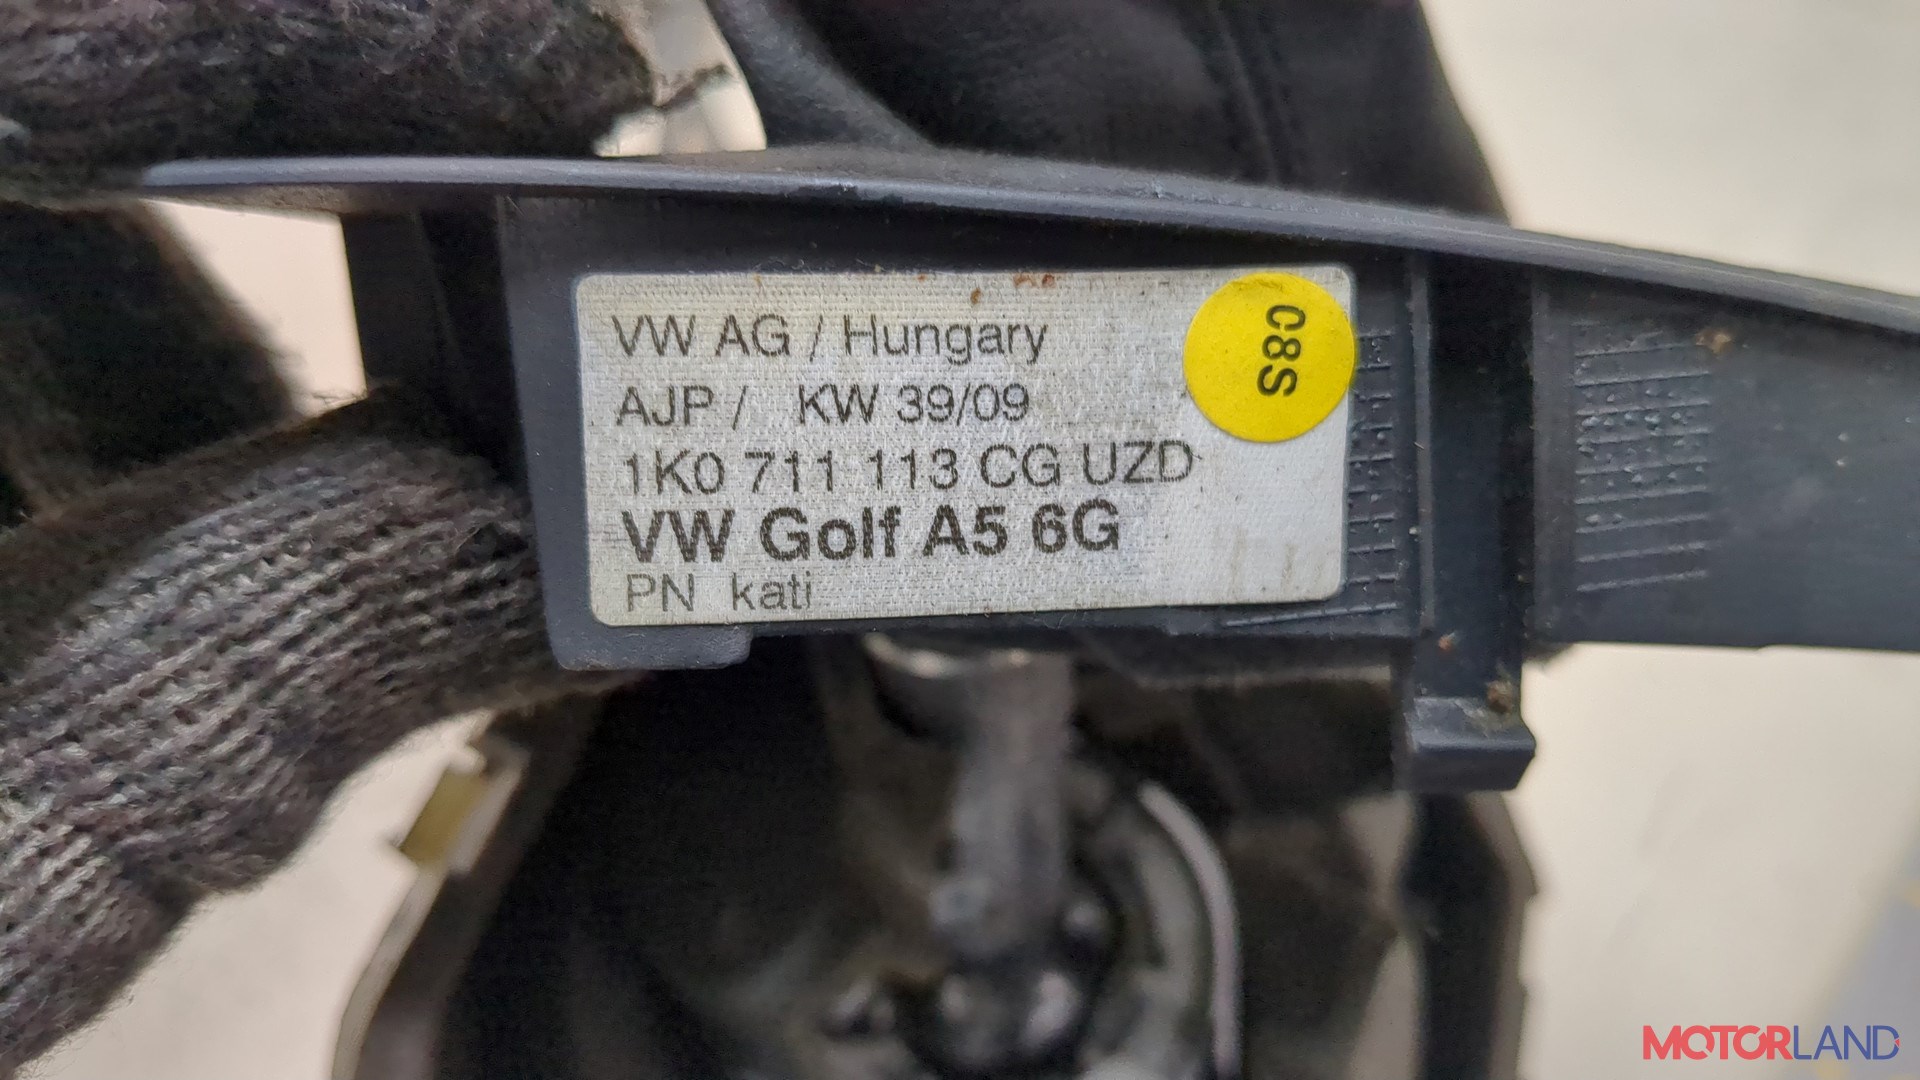 VW AG / Hungary
AJP / KW 39/09
1K0 711 113 CG UZD
VW Golf A5 6G
PN kati
C8S
MOTORLAND